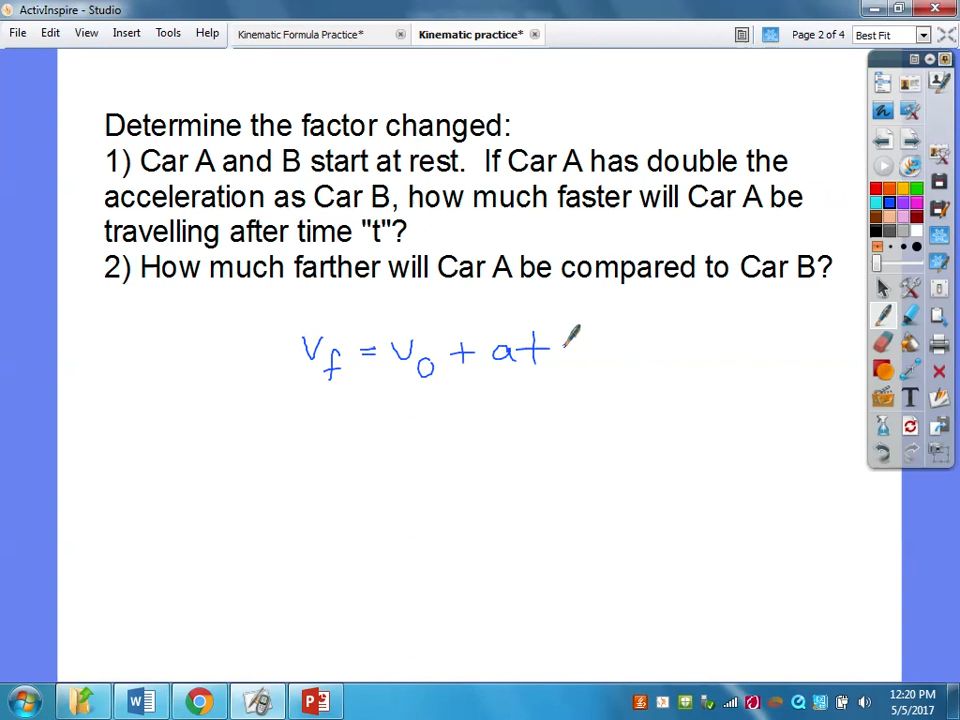 ActivInspire - Studio
File Edit View Insert Tools Help
Kinematic Formula Practice* Kinematic practice*
Page 2 of 4 Best Fit
Determine the factor changed:
1) Car A and B start at rest. If Car A has double the
acceleration as Car B, how much faster will Car A be
travelling after time "t"?
2) How much farther will Car A be compared to Car B?
v_f = v_0 + at
12:20 PM
5/5/2017